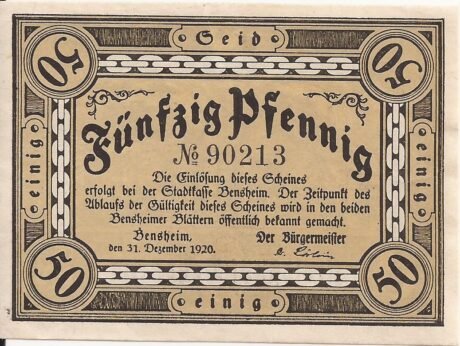 50 Seid 50
Fünfzig Pfennig
№ 90213
Die Einlösung dieses Scheines
erfolgt bei der Stadtkasse Bensheim. Der Zeitpunkt des
Ablaufs der Gültigkeit dieses Scheines wird in den beiden
Bensheimer Blättern öffentlich bekannt gemacht.
Bensheim, Der Bürgermeister
den 31. Dezember 1920.
einig
einig
50 einig 50